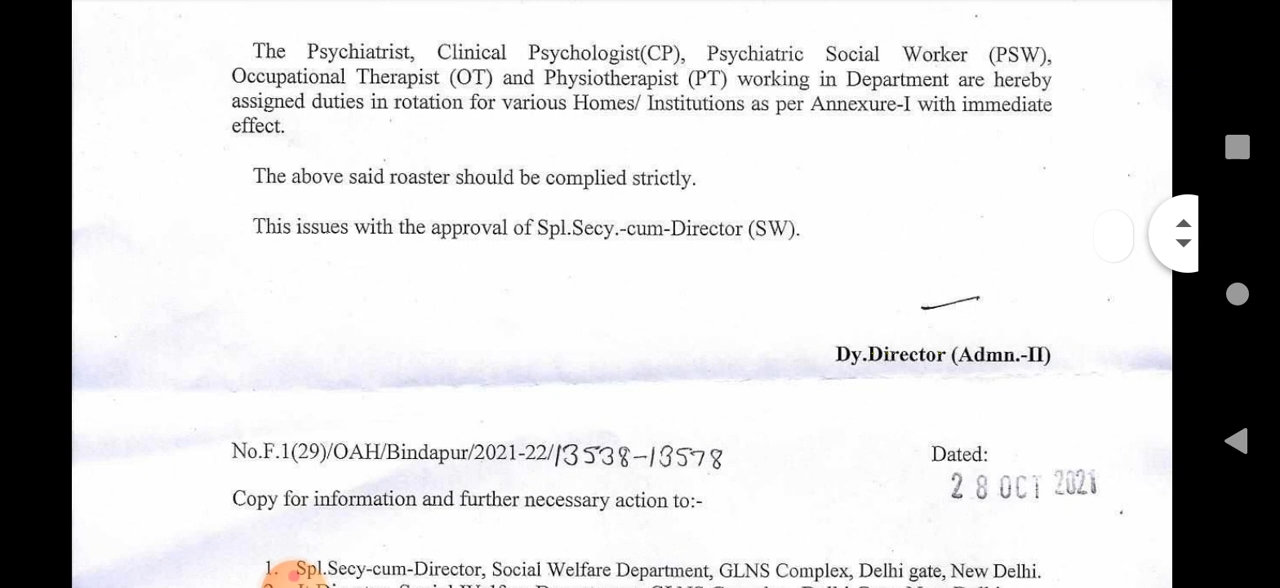 The Psychiatrist, Clinical Psychologist(CP), Psychiatric Social Worker (PSW),
Occupational Therapist (OT) and Physiotherapist (PT) working in Department are hereby
assigned duties in rotation for various Homes/ Institutions as per Annexure-I with immediate
effect.
The above said roaster should be complied strictly.
This issues with the approval of Spl.Secy.-cum-Director (SW).
Dy.Director (Admn.-II)
No.F.1(29)/OAH/Bindapur/2021-22/13538-13578
Dated:
28 OCT 2021
Copy for information and further necessary action to:-
1. Spl.Secy-cum-Director, Social Welfare Department, GLNS Complex, Delhi gate, New Delhi.